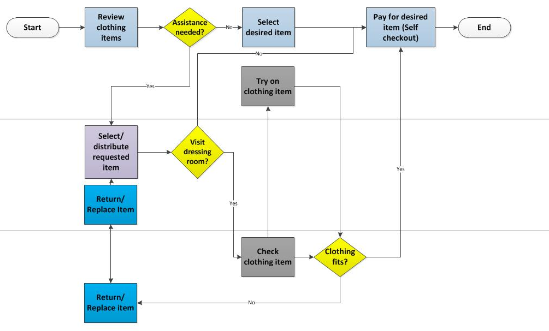 Start
Review
clothing
items
Assistance
needed?
No
Select
desired item
Pay for desired
item (Self
checkout)
End
No
Yes
Try on
clothing item
Select/
distribute
requested
item
Visit
dressing
room?
Return/
Replace item
Yes
Yes
Check
clothing item
Clothing
fits?
Return/
Replace item
No